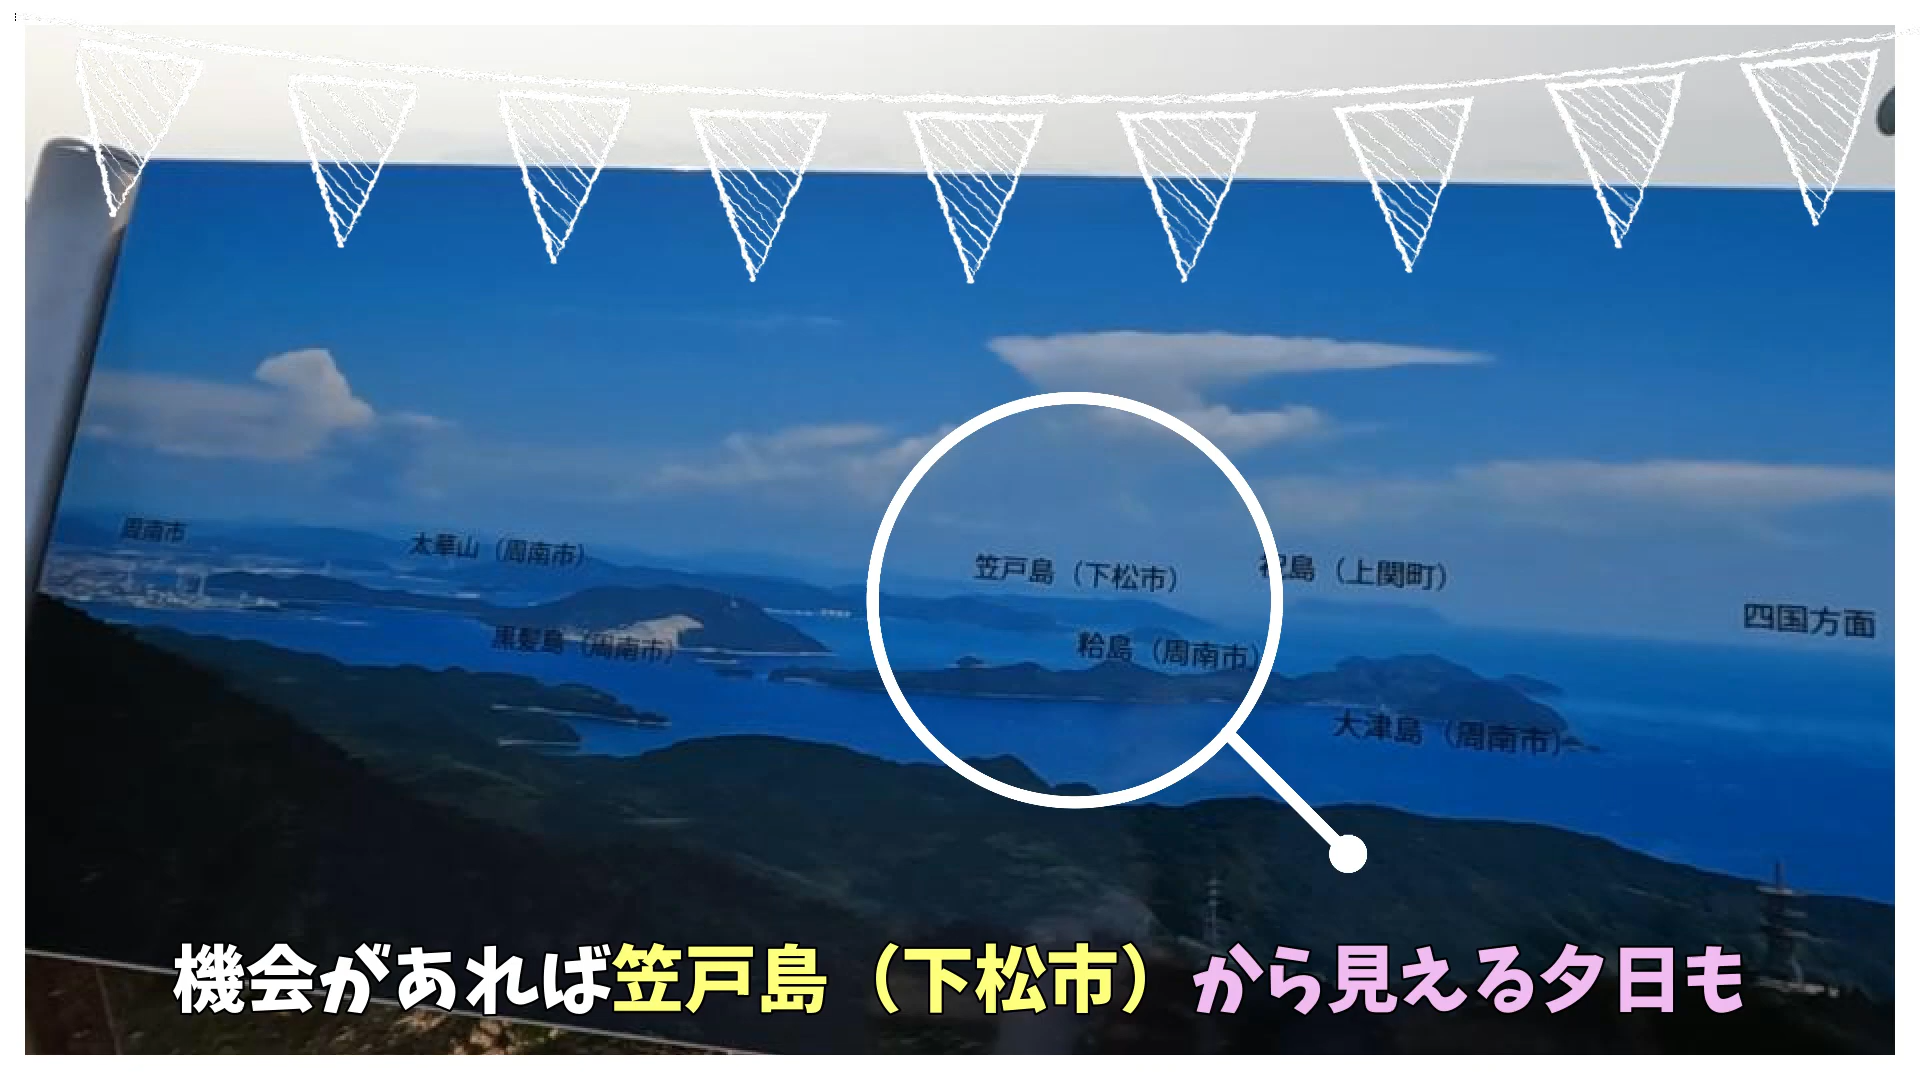 周南市
太華山（周南市）
笠戸島（下松市）
祝島（上関町）
四国方面
黒髪島（周南市）
粭島（周南市）
大津島（周南市）
機会があれば笠戸島（下松市）から見える夕日も